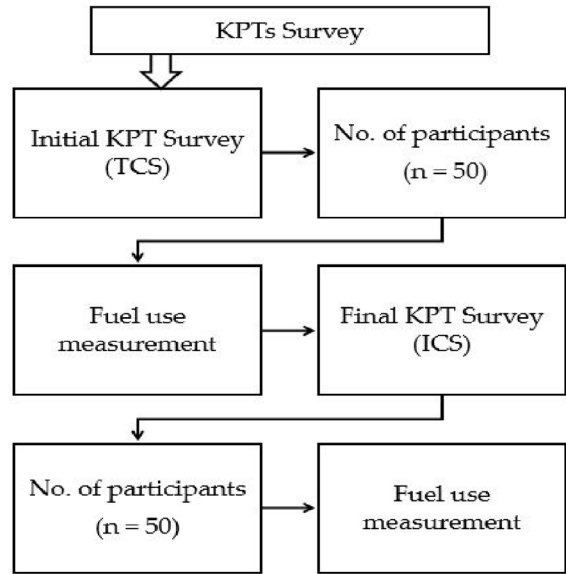 KPTs Survey
Initial KPT Survey
(TCS)
No. of participants
(n = 50)
Fuel use
measurement
Final KPT Survey
(ICS)
No. of participants
(n = 50)
Fuel use
measurement